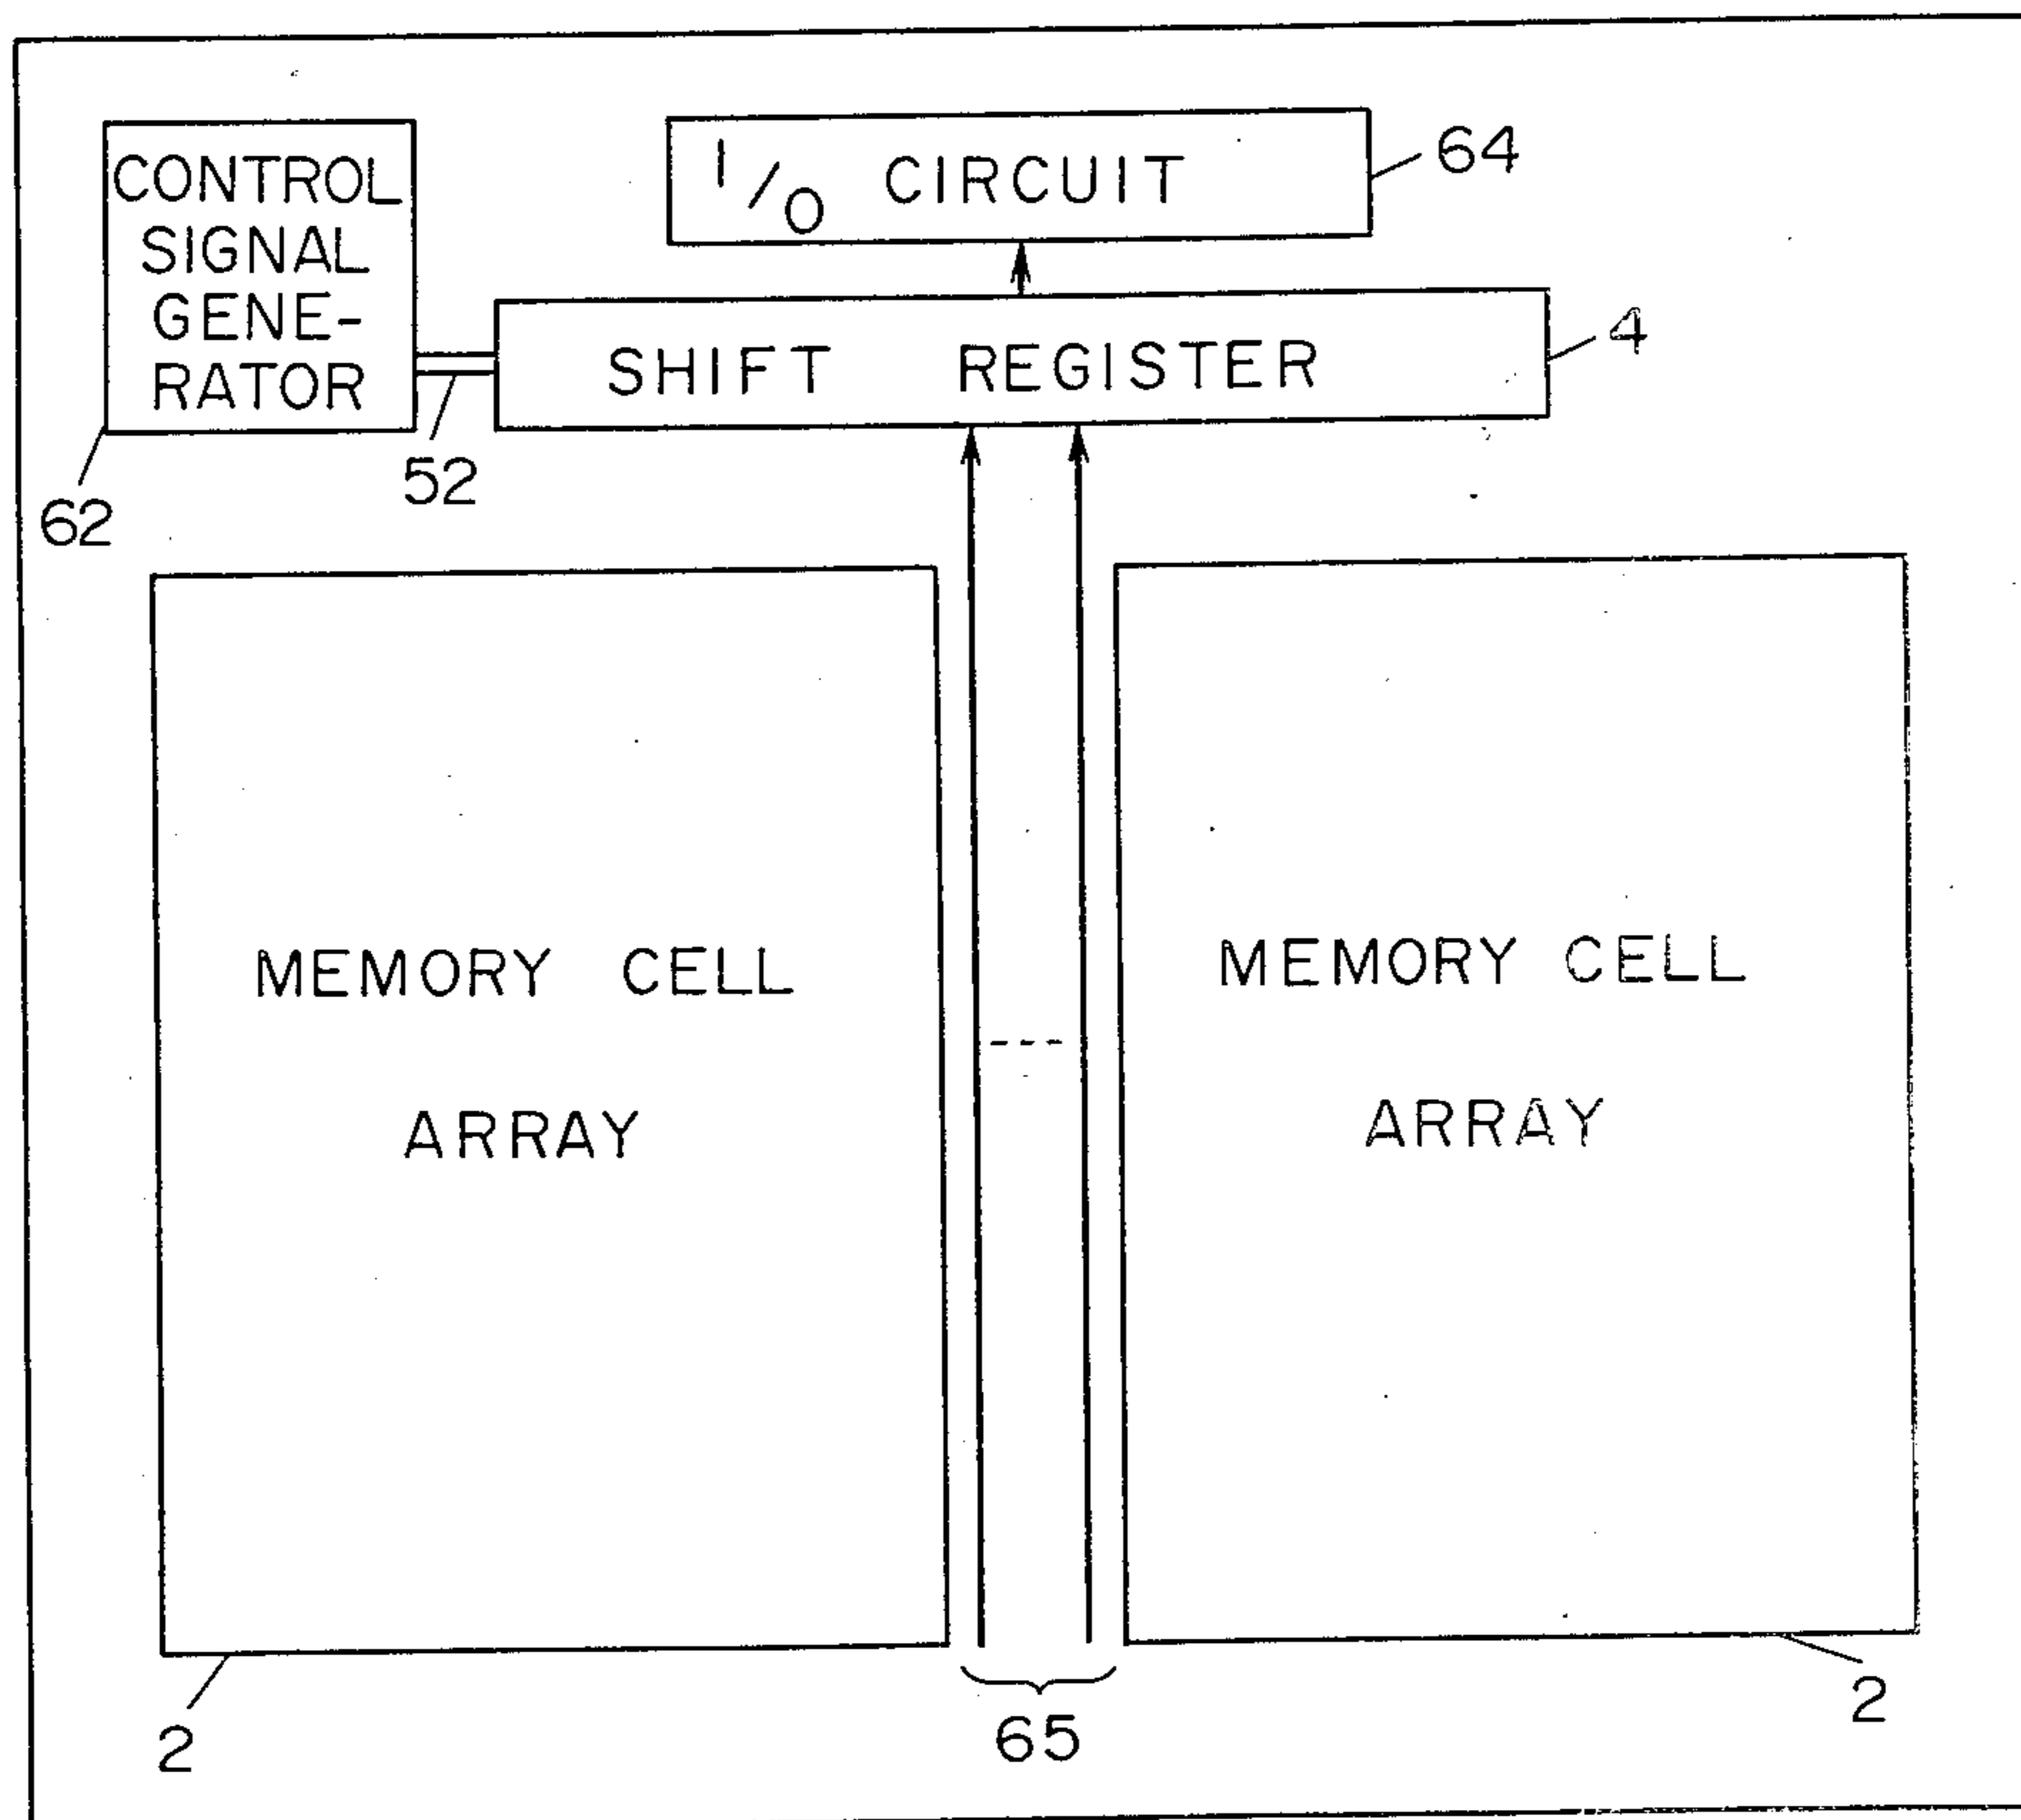 CONTROL
SIGNAL
GENE-
RATOR
I/O CIRCUIT
64
SHIFT REGISTER
4
52
62
MEMORY CELL
ARRAY
MEMORY CELL
ARRAY
2
65
2